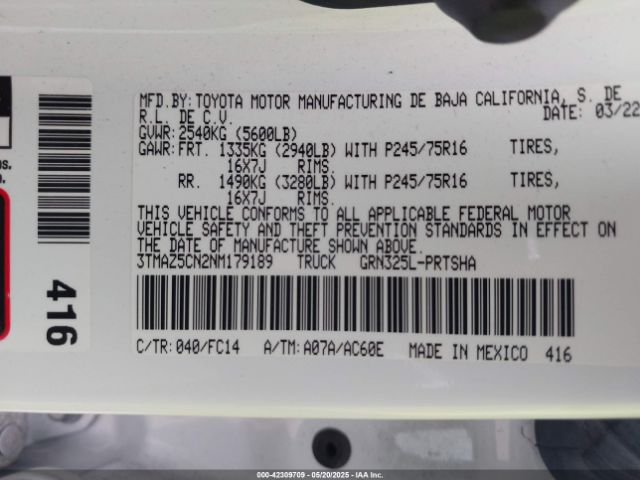 MFD.BY: TOYOTA MOTOR MANUFACTURING DE BAJA CALIFORNIA, S. DE
R.L. DE C.V. DATE: 03/22
GVWR: 2540KG (5600LB)
GAWR: FRT. 1335KG (2940LB) WITH P245/75R16 TIRES,
16X7J RIMS.
RR. 1490KG (3280LB) WITH P245/75R16 TIRES,
16X7J RIMS.
THIS VEHICLE CONFORMS TO ALL APPLICABLE FEDERAL MOTOR
VEHICLE SAFETY AND THEFT PREVENTION STANDARDS IN EFFECT ON
THE DATE OF MANUFACTURE SHOWN ABOVE.
3TMAZ5CN2NM179189 TRUCK GRN325L-PRTSHA
C/TR: 040/FC14 A/TM: A07A/AC60E MADE IN MEXICO 416
416
000-42309709 - 05/20/2025 - IAAI.COM